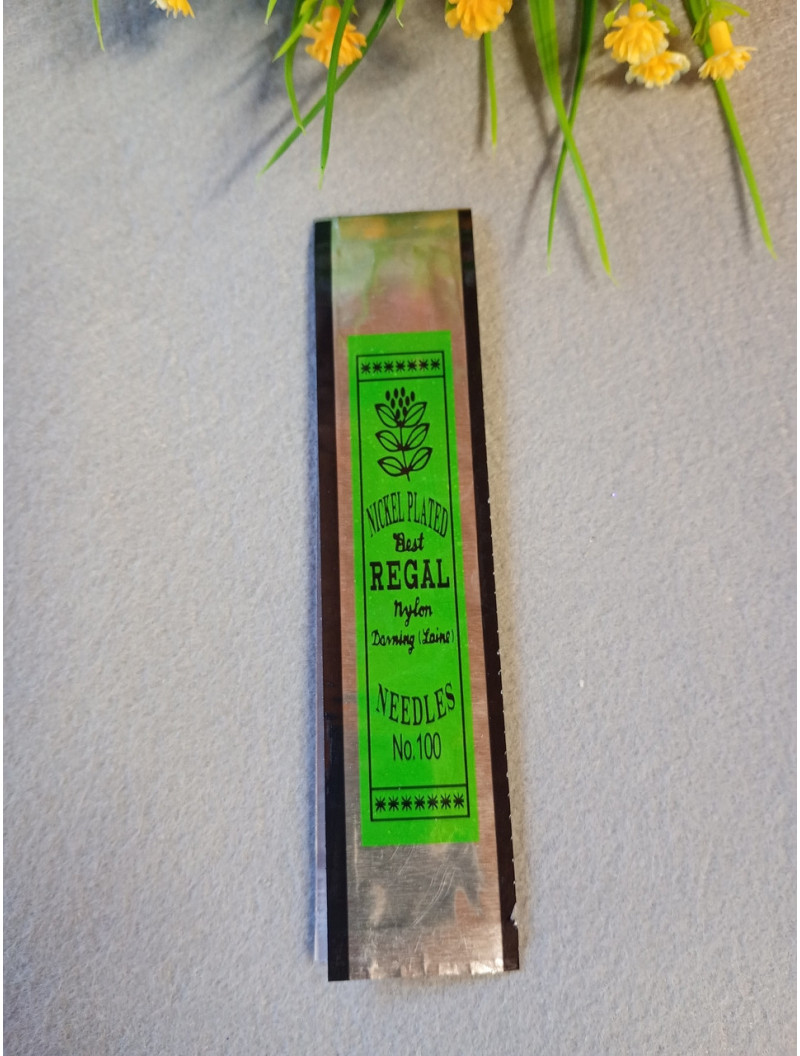 NICKEL PLATED
Best
REGAL
Nylon
Darning (Laine)
NEEDLES
No.100